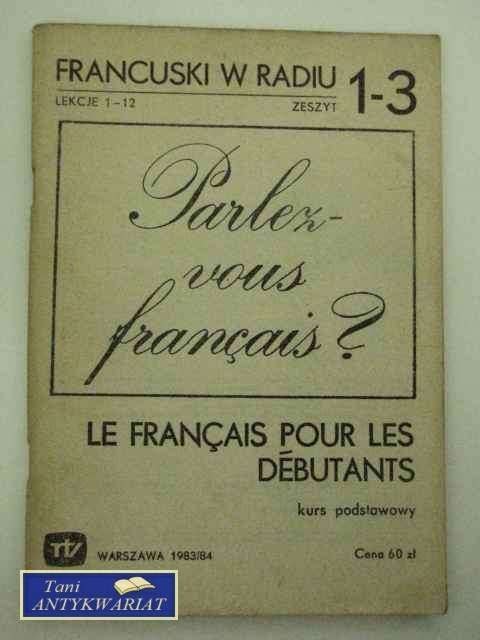 FRANCUSKI W RADIU 1-3
LEKCJE 1-12 ZESZYT
Parlez-
vous
français?
LE FRANÇAIS POUR LES
DÉBUTANTS
kurs podstawowy
WARSZAWA 1983/84 Cena 60 zł
Tani
ANTYKWARIAT